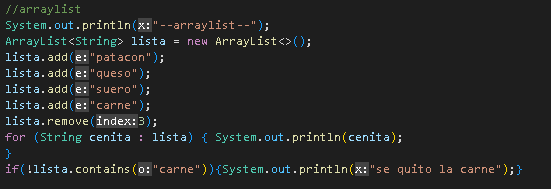 //arraylist
System.out.println(x:"--arraylist--");
ArrayList<String> lista = new ArrayList<>();
lista.add(e:"patacon");
lista.add(e:"queso");
lista.add(e:"suero");
lista.add(e:"carne");
lista.remove(index:3);
for (String cenita : lista) { System.out.println(cenita);
}
if(!lista.contains(o:"carne")){System.out.println(x:"se quito la carne");}